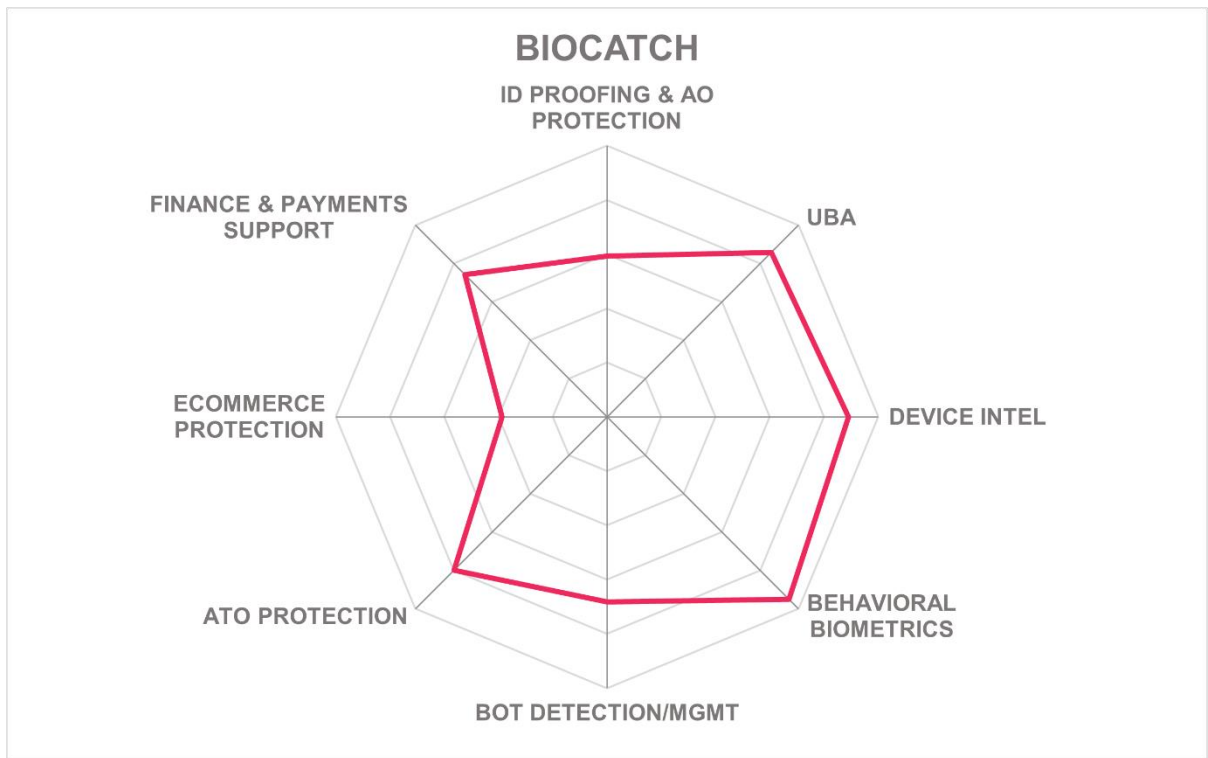 BIOCATCH
ID PROOFING & AO
PROTECTION
UBA
DEVICE INTEL
BEHAVIORAL
BIOMETRICS
BOT DETECTION/MGMT
ATO PROTECTION
ECOMMERCE
PROTECTION
FINANCE & PAYMENTS
SUPPORT